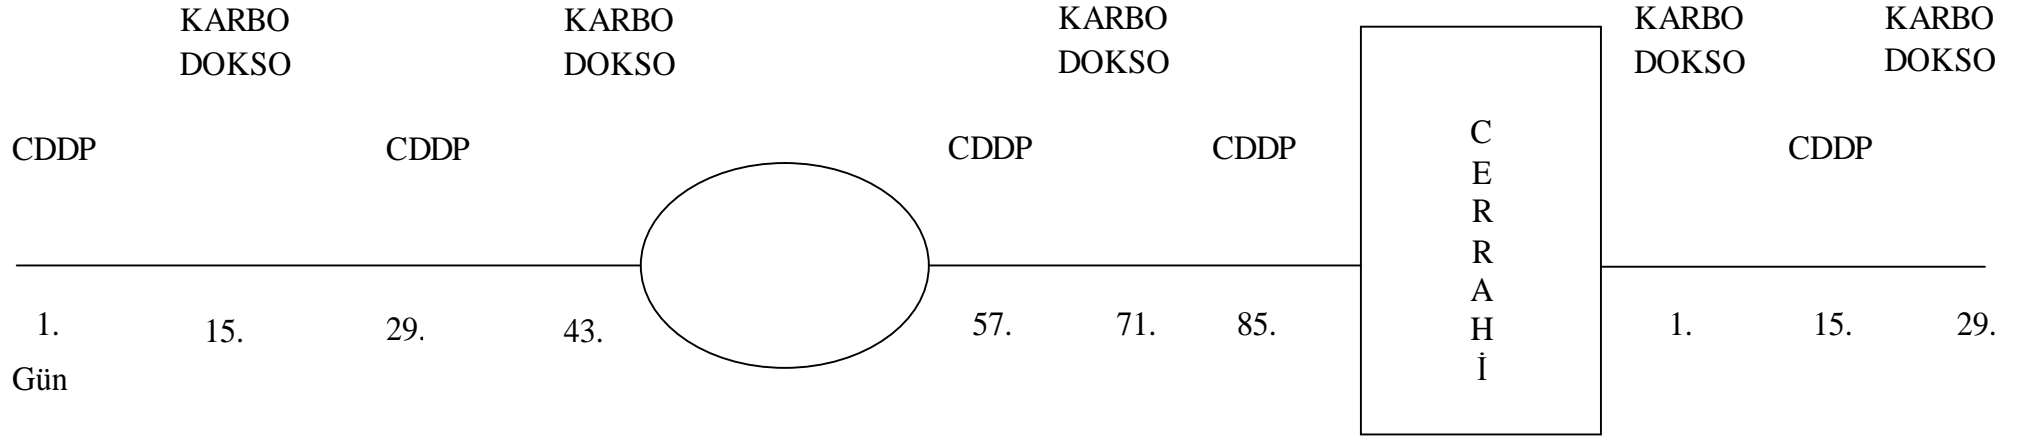 KARBO KARBO KARBO KARBO KARBO
DOKSO DOKSO DOKSO DOKSO DOKSO
CDDP CDDP CDDP CDDP CDDP
C
E
R
R
A
H
İ
1. 15. 29. 43. 57. 71. 85. 1. 15. 29.
Gün